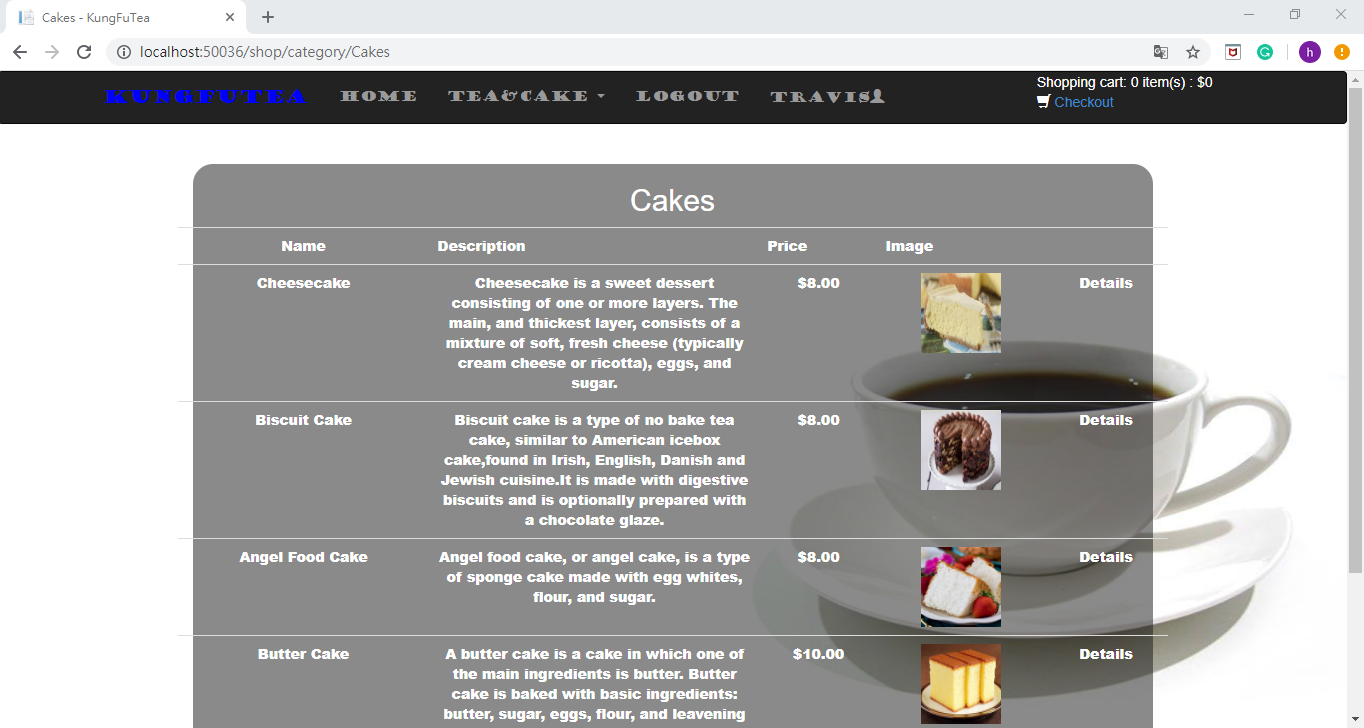 Cakes - KungFuTea
localhost:50036/shop/category/Cakes
h
KUNGFUTEA HOME TEA&CAKE LOGOUT TRAVIS
Shopping cart: 0 item(s) : $0
Checkout
Cakes
Name Description Price Image
Cheesecake Cheesecake is a sweet dessert $8.00 Details
consisting of one or more layers. The
main, and thickest layer, consists of a
mixture of soft, fresh cheese (typically
cream cheese or ricotta), eggs, and
sugar.
Biscuit Cake Biscuit cake is a type of no bake tea $8.00 Details
cake, similar to American icebox
cake,found in Irish, English, Danish and
Jewish cuisine.It is made with digestive
biscuits and is optionally prepared with
a chocolate glaze.
Angel Food Cake Angel food cake, or angel cake, is a type $8.00 Details
of sponge cake made with egg whites,
flour, and sugar.
Butter Cake A butter cake is a cake in which one of $10.00 Details
the main ingredients is butter. Butter
cake is baked with basic ingredients:
butter, sugar, eggs, flour, and leavening